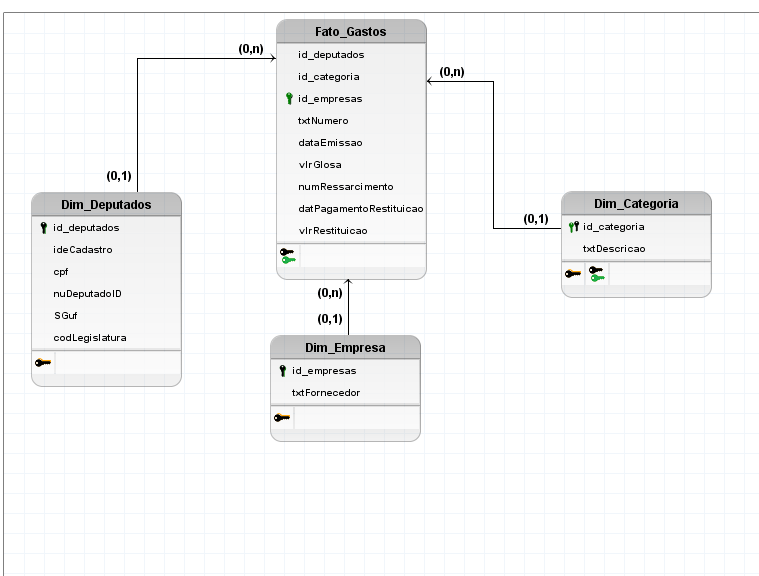 Fato_Gastos
id_deputados
id_categoria
id_empresas
txtNumero
dataEmissao
vlrGlosa
numRessarcimento
datPagamentoRestituicao
vlrRestituicao
(0,n)
(0,1)
(0,n)
(0,1)
Dim_Deputados
id_deputados
ideCadastro
cpf
nuDeputadoID
SGuf
codLegislatura
Dim_Categoria
id_categoria
txtDescricao
(0,n)
(0,1)
Dim_Empresa
id_empresas
txtFornecedor